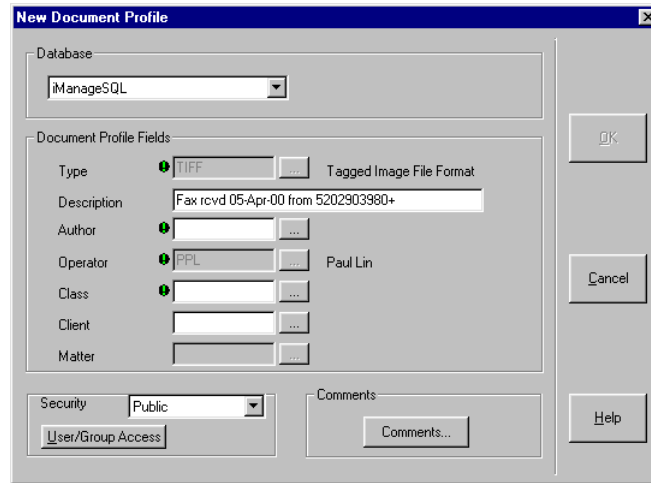 New Document Profile
Database
iManageSQL
Document Profile Fields
Type TIFF ... Tagged Image File Format
Description Fax rcvd 05-Apr-00 from 5202903980+
Author ...
Operator PPL ... Paul Lin
Class ...
Client ...
Matter ...
Security Public
User/Group Access
Comments
Comments...
OK
Cancel
Help